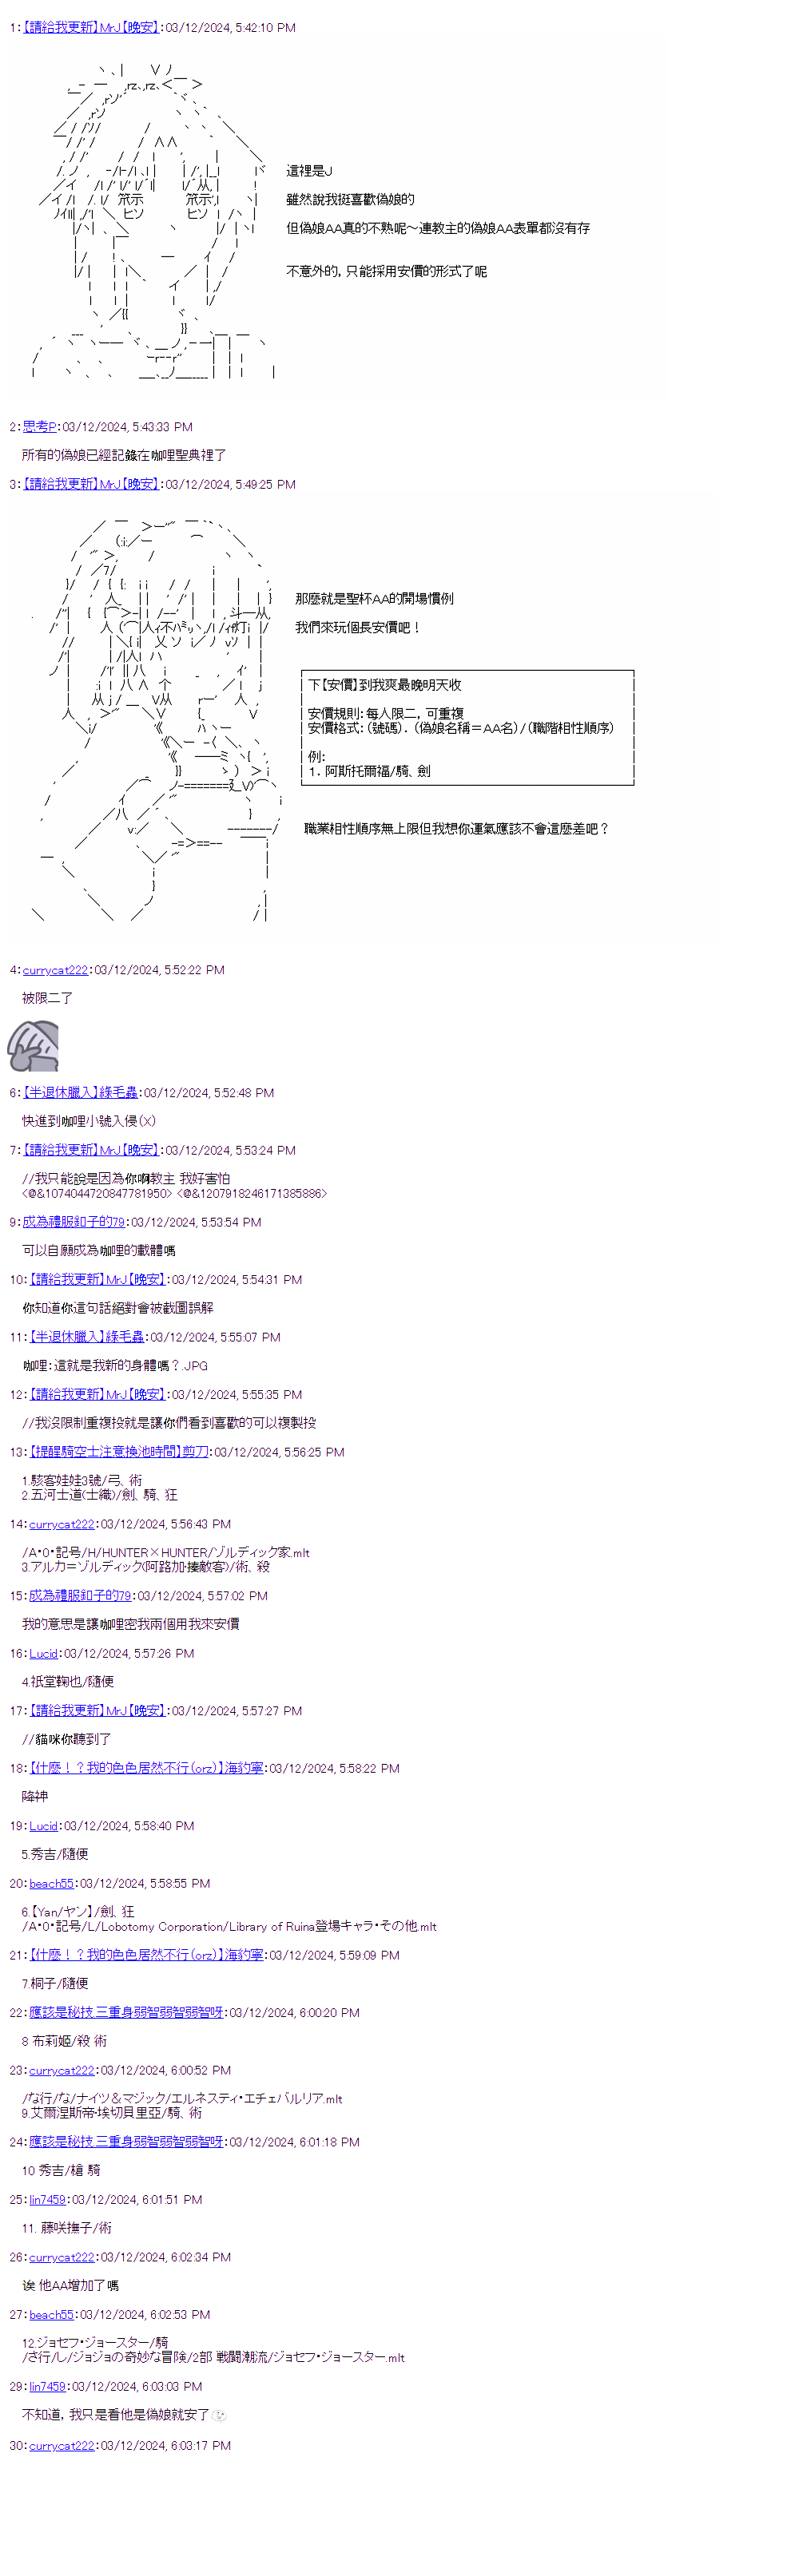 1：【請給我更新】MrJ【晚安】：03/12/2024, 5:42:10 PM
這裡是J
雖然說我挺喜歡偽娘的
但偽娘AA真的不熟呢～連教主的偽娘AA表單都沒有存
不意外的，只能採用安價的形式了呢
2：思考P：03/12/2024, 5:43:33 PM
所有的偽娘已經記錄在咖哩聖典裡了
3：【請給我更新】MrJ【晚安】：03/12/2024, 5:49:25 PM
那麼就是聖杯AA的開場慣例
我們來玩個長安價吧！
下【安價】到我爽最晚明天收
安價規則：每人限二，可重複
安價格式：（號碼）．（偽娘名稱＝AA名）/（職階相性順序）
例：
１．阿斯托爾福/騎、劍
職業相性順序無上限但我想你運氣應該不會這麼差吧？
4：currycat222：03/12/2024, 5:52:22 PM
被限二了
6：【半退休臘入】綠毛蟲：03/12/2024, 5:52:48 PM
快進到咖哩小號入侵（X）
7：【請給我更新】MrJ【晚安】：03/12/2024, 5:53:24 PM
//我只能說是因為你啊教主 我好害怕
<@&1074044720847781950> <@&1207918246171385886>
9：成為禮服釦子的79：03/12/2024, 5:53:54 PM
可以自願成為咖哩的載體嗎
10：【請給我更新】MrJ【晚安】：03/12/2024, 5:54:31 PM
你知道你這句話絕對會被截圖誤解
11：【半退休臘入】綠毛蟲：03/12/2024, 5:55:07 PM
咖哩：這就是我新的身體嗎？.JPG
12：【請給我更新】MrJ【晚安】：03/12/2024, 5:55:35 PM
//我沒限制重複投就是讓你們看到喜歡的可以複製投
13：【提醒騎空士注意換池時間】剪刀：03/12/2024, 5:56:25 PM
1.駭客娃娃3號/弓、術
2.五河士道(士織)/劍、騎、狂
14：currycat222：03/12/2024, 5:56:43 PM
/A・0・記号/H/HUNTER×HUNTER/ゾルディック家.mlt
3.アルカ＝ゾルディック(阿路加·揍敵客)/術、殺
15：成為禮服釦子的79：03/12/2024, 5:57:02 PM
我的意思是讓咖哩密我兩個用我來安價
16：Lucid：03/12/2024, 5:57:26 PM
4.祇堂鞠也/隨便
17：【請給我更新】MrJ【晚安】：03/12/2024, 5:57:27 PM
//貓咪你聽到了
18：【什麼！？我的色色居然不行（orz）】海豹寧：03/12/2024, 5:58:22 PM
降神
19：Lucid：03/12/2024, 5:58:40 PM
5.秀吉/隨便
20：beach55：03/12/2024, 5:58:55 PM
6.【Yan/ヤン】/劍、狂
/A・0・記号/L/Lobotomy Corporation/Library of Ruina登場キャラ・その他.mlt
21：【什麼！？我的色色居然不行（orz）】海豹寧：03/12/2024, 5:59:09 PM
7.桐子/隨便
22：應該是秘技.三重身弱智弱智弱智呀：03/12/2024, 6:00:20 PM
8 布莉姬/殺 術
23：currycat222：03/12/2024, 6:00:52 PM
/な行/な/ナイツ＆マジック/エルネスティ・エチェバルリア.mlt
9.艾爾涅斯帝·埃切貝里亞/騎、術
24：應該是秘技.三重身弱智弱智弱智呀：03/12/2024, 6:01:18 PM
10 秀吉/槍 騎
25：lin7459：03/12/2024, 6:01:51 PM
11. 藤咲撫子/術
26：currycat222：03/12/2024, 6:02:34 PM
诶 他AA增加了嗎
27：beach55：03/12/2024, 6:02:53 PM
12.ジョセフ・ジョースター/騎
/さ行/し/ジョジョの奇妙な冒険/2部 戦闘潮流/ジョセフ・ジョースター.mlt
29：lin7459：03/12/2024, 6:03:03 PM
不知道，我只是看他是偽娘就安了
30：currycat222：03/12/2024, 6:03:17 PM